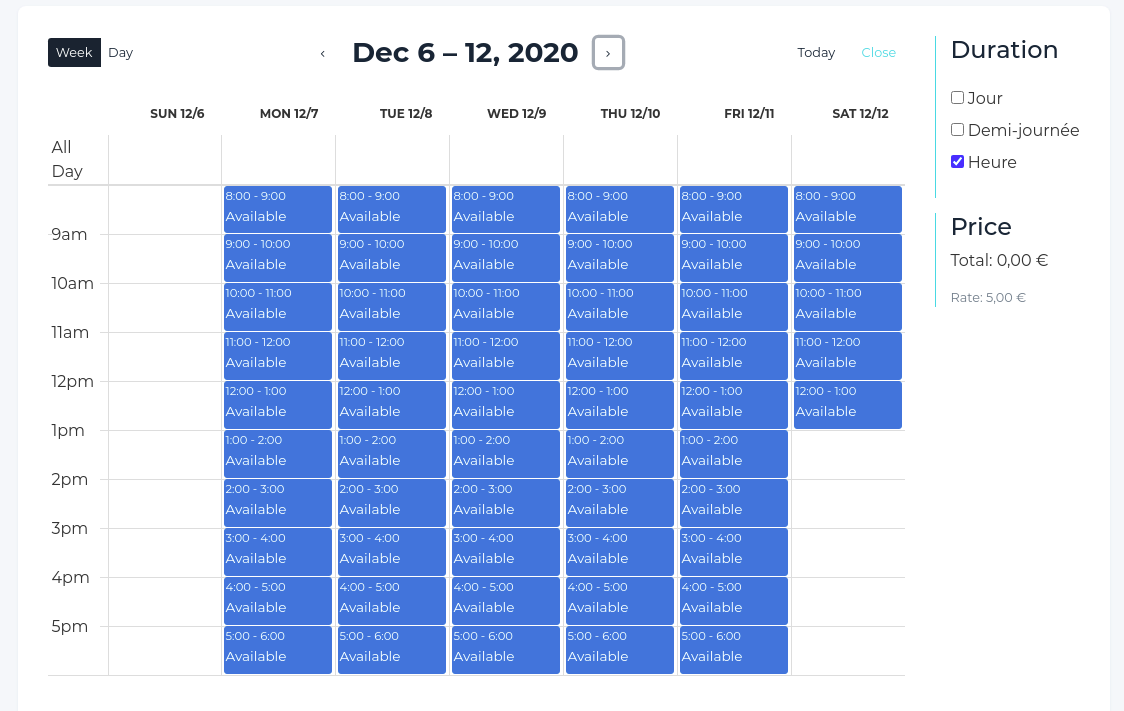 Week Day ‹ Dec 6 – 12, 2020 › Today Close
SUN 12/6 MON 12/7 TUE 12/8 WED 12/9 THU 12/10 FRI 12/11 SAT 12/12
All
Day
8:00 - 9:00 8:00 - 9:00 8:00 - 9:00 8:00 - 9:00 8:00 - 9:00 8:00 - 9:00
Available Available Available Available Available Available
9am
9:00 - 10:00 9:00 - 10:00 9:00 - 10:00 9:00 - 10:00 9:00 - 10:00 9:00 - 10:00
Available Available Available Available Available Available
10am
10:00 - 11:00 10:00 - 11:00 10:00 - 11:00 10:00 - 11:00 10:00 - 11:00 10:00 - 11:00
Available Available Available Available Available Available
11am
11:00 - 12:00 11:00 - 12:00 11:00 - 12:00 11:00 - 12:00 11:00 - 12:00 11:00 - 12:00
Available Available Available Available Available Available
12pm
12:00 - 1:00 12:00 - 1:00 12:00 - 1:00 12:00 - 1:00 12:00 - 1:00 12:00 - 1:00
Available Available Available Available Available Available
1pm
1:00 - 2:00 1:00 - 2:00 1:00 - 2:00 1:00 - 2:00 1:00 - 2:00
Available Available Available Available Available
2pm
2:00 - 3:00 2:00 - 3:00 2:00 - 3:00 2:00 - 3:00 2:00 - 3:00
Available Available Available Available Available
3pm
3:00 - 4:00 3:00 - 4:00 3:00 - 4:00 3:00 - 4:00 3:00 - 4:00
Available Available Available Available Available
4pm
4:00 - 5:00 4:00 - 5:00 4:00 - 5:00 4:00 - 5:00 4:00 - 5:00
Available Available Available Available Available
5pm
5:00 - 6:00 5:00 - 6:00 5:00 - 6:00 5:00 - 6:00 5:00 - 6:00
Available Available Available Available Available
Duration
Jour
Demi-journée
Heure
Price
Total: 0,00 €
Rate: 5,00 €